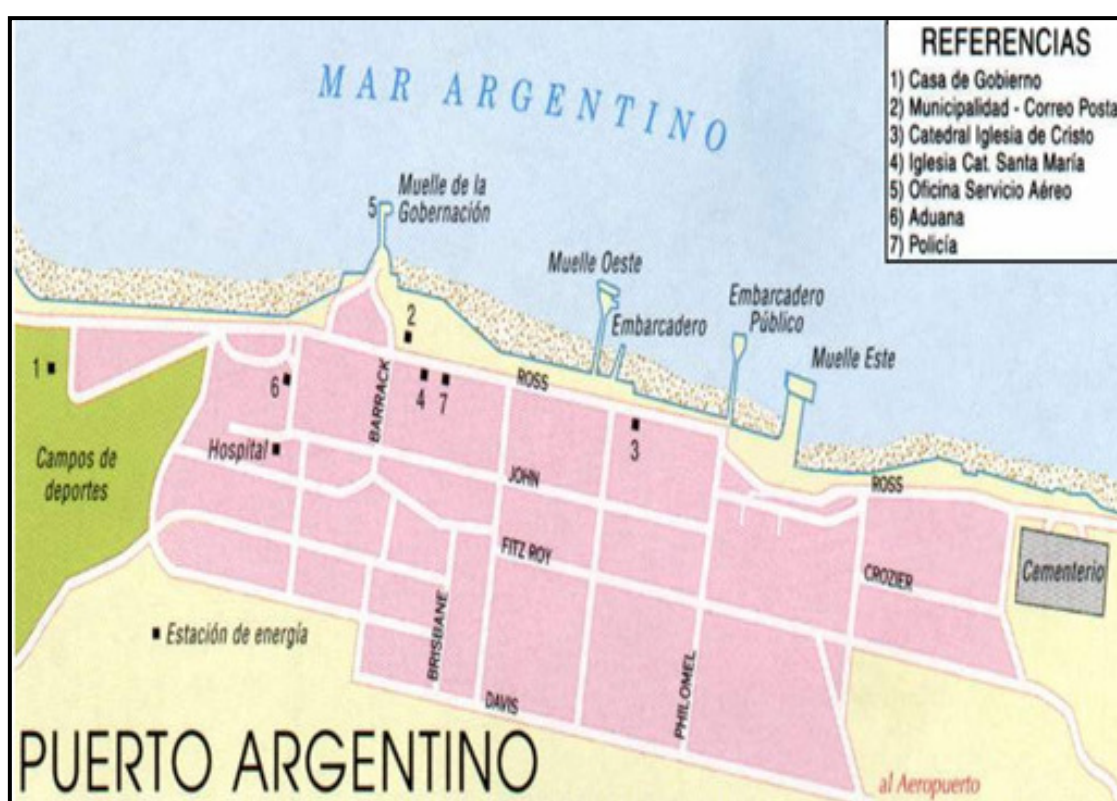 REFERENCIAS
1) Casa de Gobierno
2) Municipalidad - Correo Posta
3) Catedral Iglesia de Cristo
4) Iglesia Cat. Santa María
5) Oficina Servicio Aéreo
6) Aduana
7) Policía
MAR ARGENTINO
Muelle de la
Gobernación
5
Muelle Oeste
Embarcadero
Embarcadero
Público
Muelle Este
2
1
6
BARRACK
4
7
ROSS
3
Campos de
deportes
Hospital
JOHN
ROSS
FITZ ROY
CROZIER
Cementerio
Estación de energía
BRISBANE
PHILOMEL
DAVIS
PUERTO ARGENTINO
al Aeropuerto